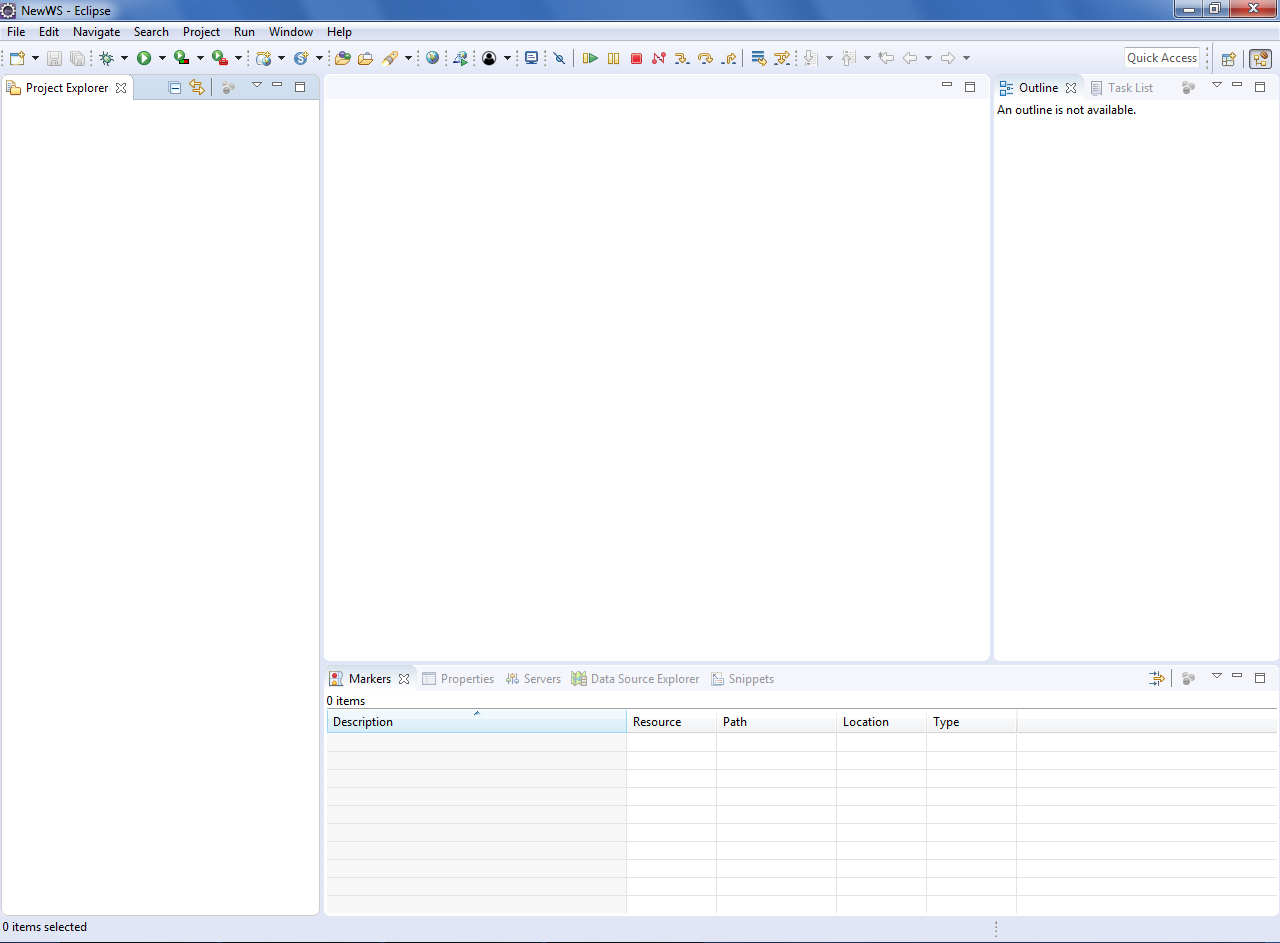 NewWS - Eclipse
File Edit Navigate Search Project Run Window Help
Quick Access
Project Explorer
Outline Task List
An outline is not available.
Markers Properties Servers Data Source Explorer Snippets
0 items
Description Resource Path Location Type
0 items selected